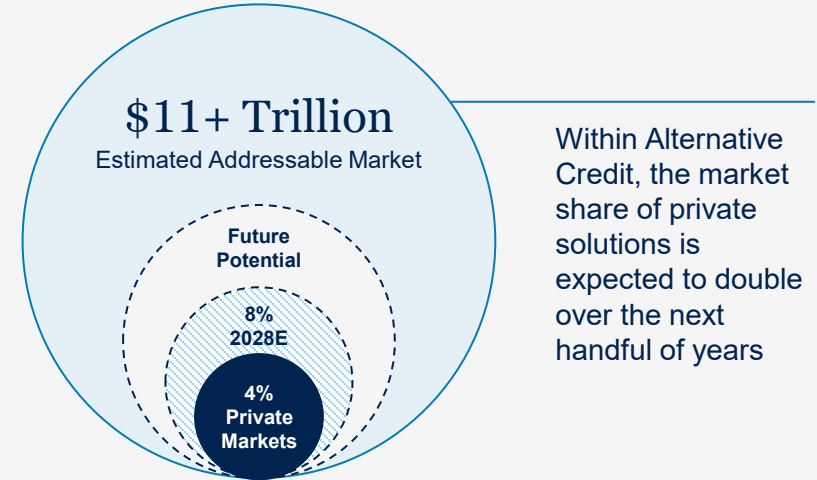 $11+ Trillion
Estimated Addressable Market
Future
Potential
8%
2028E
4%
Private
Markets
Within Alternative
Credit, the market
share of private
solutions is
expected to double
over the next
handful of years